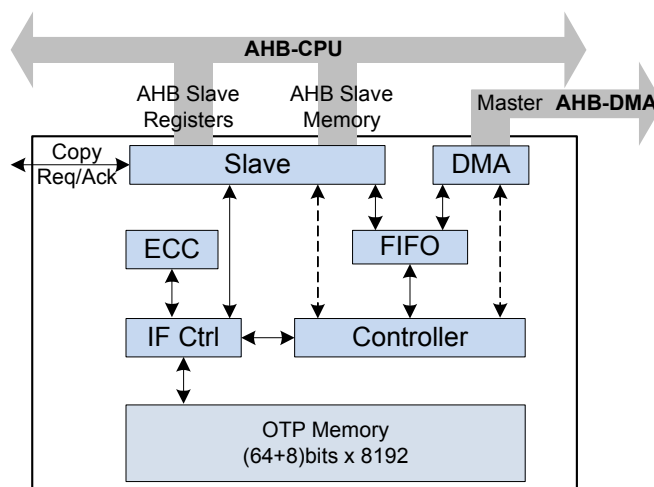 AHB-CPU
AHB Slave
Registers
AHB Slave
Memory
Master AHB-DMA
Copy
Req/Ack
Slave
DMA
ECC
FIFO
IF Ctrl
Controller
OTP Memory
(64+8)bits x 8192